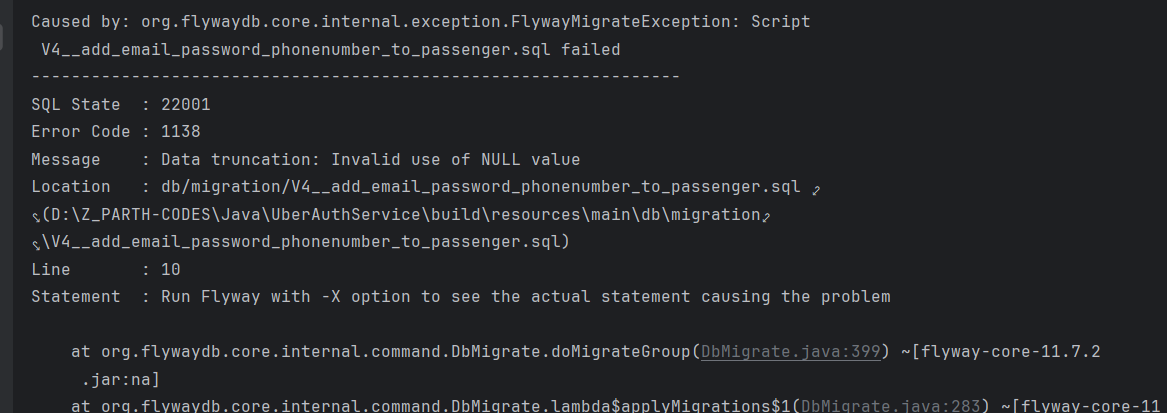 Caused by: org.flywaydb.core.internal.exception.FlywayMigrateException: Script
V4__add_email_password_phonenumber_to_passenger.sql failed
-----------------------------------------------------------------
SQL State  : 22001
Error Code : 1138
Message    : Data truncation: Invalid use of NULL value
Location   : db/migration/V4__add_email_password_phonenumber_to_passenger.sql
(D:\Z_PARTH-CODES\Java\UberAuthService\build\resources\main\db\migration
\V4__add_email_password_phonenumber_to_passenger.sql)
Line       : 10
Statement  : Run Flyway with -X option to see the actual statement causing the problem
at org.flywaydb.core.internal.command.DbMigrate.doMigrateGroup(DbMigrate.java:399) ~[flyway-core-11.7.2
.jar:na]
at org.flywaydb.core.internal.command.DbMigrate.lambda$applyMigrations$1(DbMigrate.java:283) ~[flyway-core-11